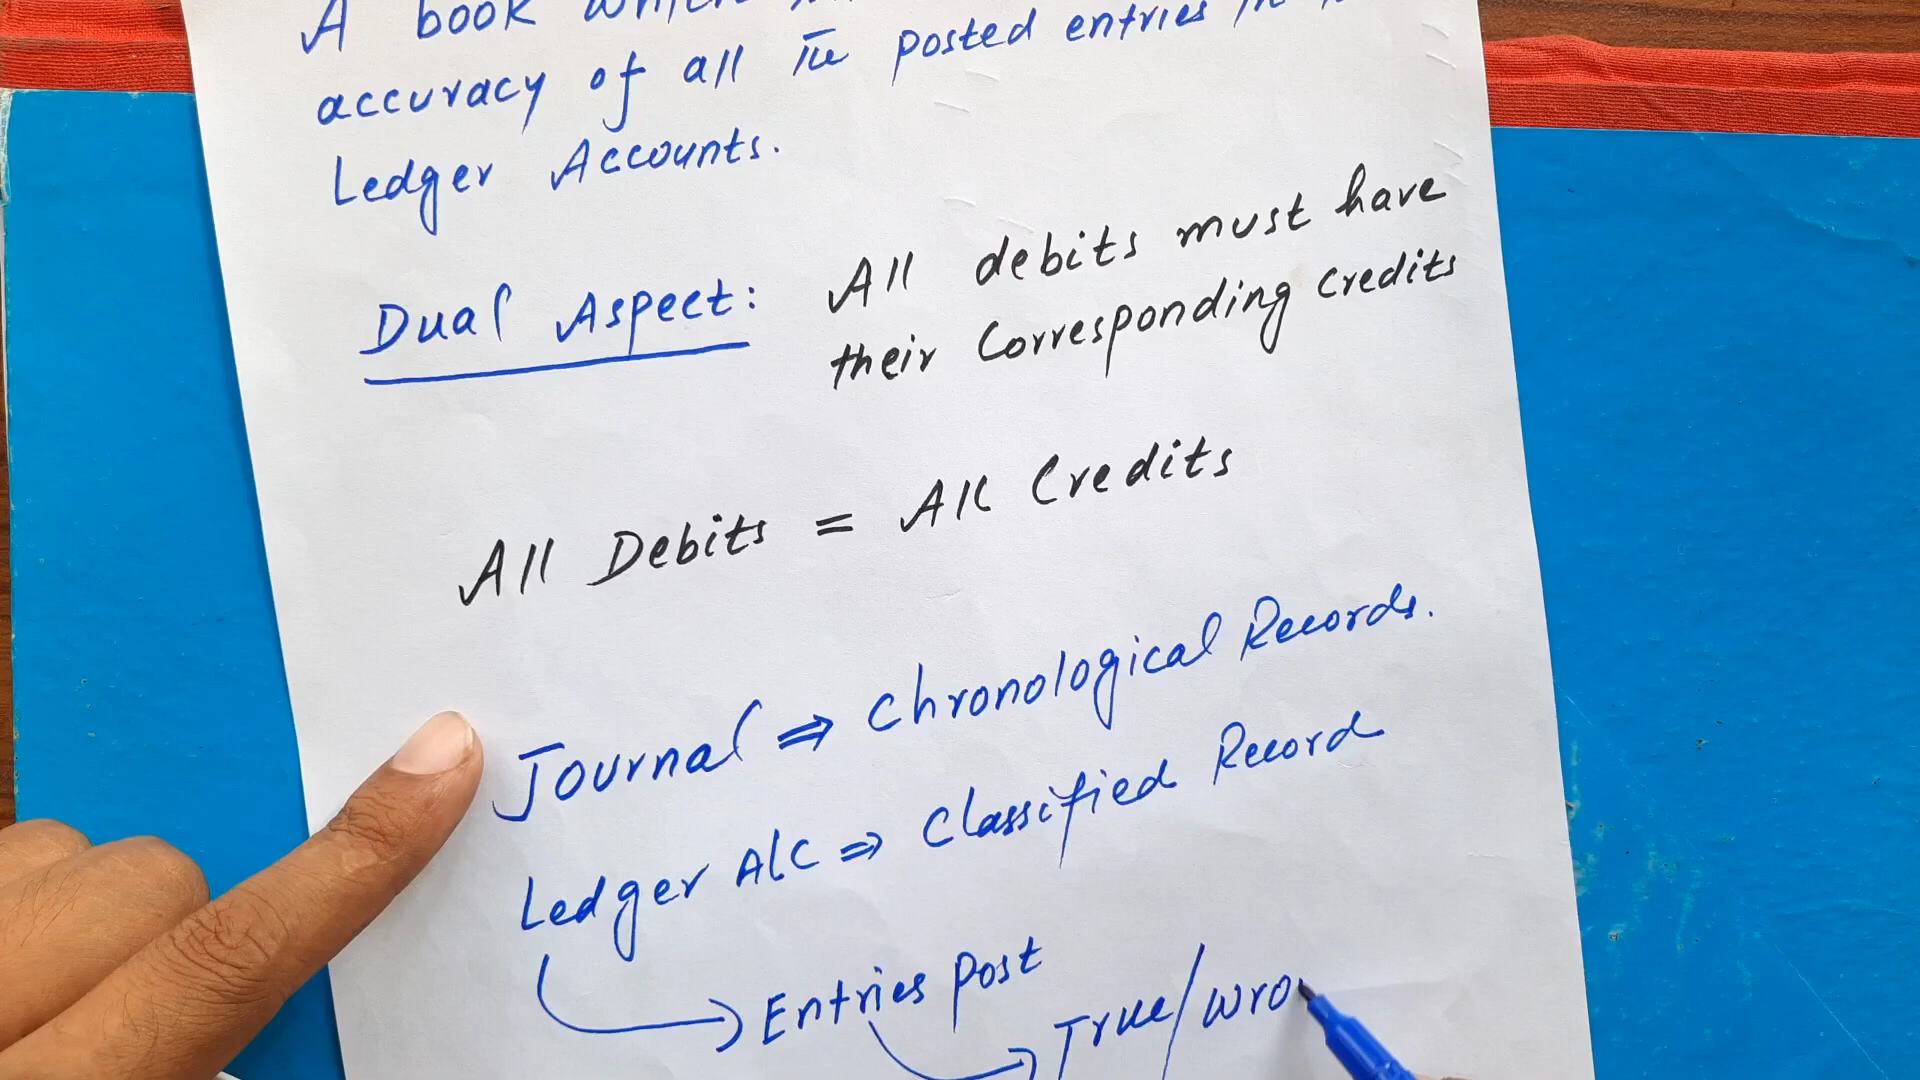 A book
accuracy of all the posted entries in
Ledger Accounts.
Dual Aspect: All debits must have
their Corresponding Credits
All Debits = All Credits
Journal ⇒ Chronological Records.
Ledger A/C ⇒ Classified Record
Entries Post
True/wro